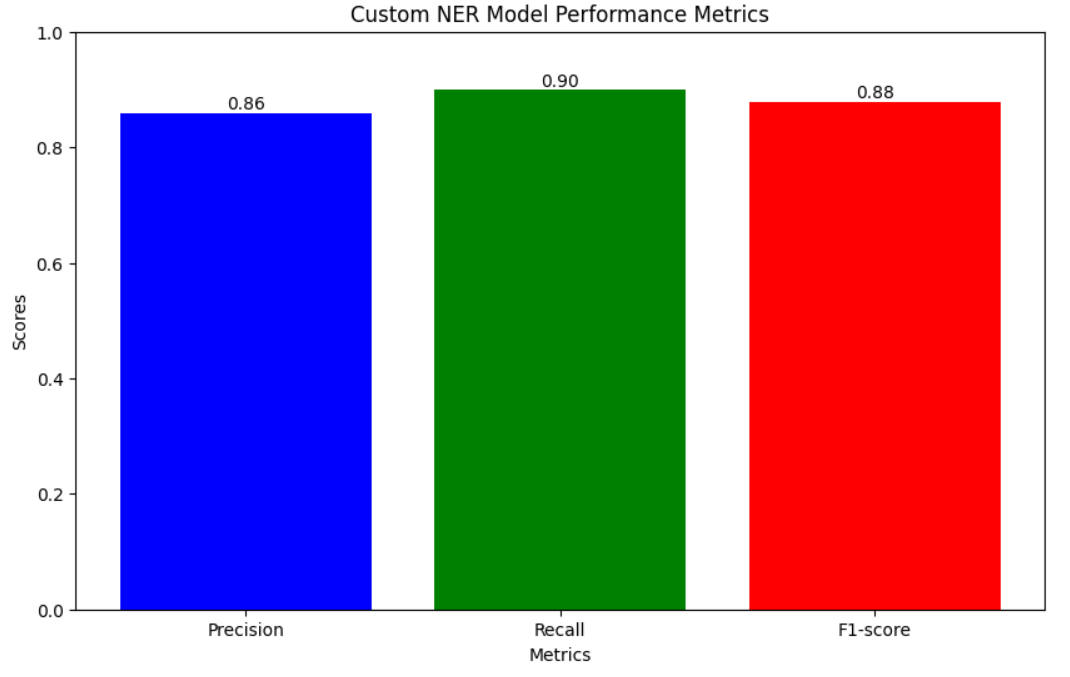 Custom NER Model Performance Metrics
1.0
0.8
0.6
0.4
0.2
0.0
Scores
0.86
0.90
0.88
Precision
Recall
F1-score
Metrics